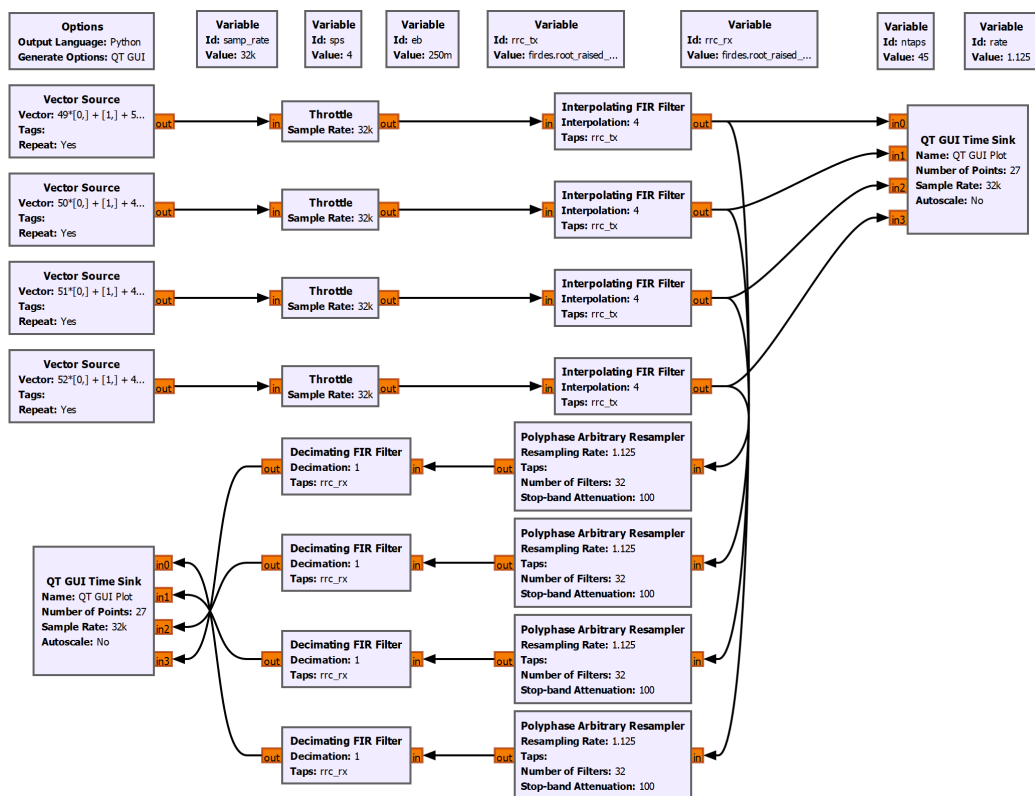 Options
Output Language: Python
Generate Options: QT GUI
Variable
Id: samp_rate
Value: 32k
Variable
Id: sps
Value: 4
Variable
Id: eb
Value: 250m
Variable
Id: rrc_tx
Value: firdes.root_raised_...
Variable
Id: rrc_rx
Value: firdes.root_raised_...
Variable
Id: ntaps
Value: 45
Variable
Id: rate
Value: 1.125
Vector Source
Vector: 49*[0,] + [1,] + 5...
Tags:
Repeat: Yes
out
in
Throttle
Sample Rate: 32k
out
in
Interpolating FIR Filter
Interpolation: 4
Taps: rrc_tx
out
in0
in1
in2
in3
QT GUI Time Sink
Name: QT GUI Plot
Number of Points: 27
Sample Rate: 32k
Autoscale: No
Vector Source
Vector: 50*[0,] + [1,] + 4...
Tags:
Repeat: Yes
out
in
Throttle
Sample Rate: 32k
out
in
Interpolating FIR Filter
Interpolation: 4
Taps: rrc_tx
out
Vector Source
Vector: 51*[0,] + [1,] + 4...
Tags:
Repeat: Yes
out
in
Throttle
Sample Rate: 32k
out
in
Interpolating FIR Filter
Interpolation: 4
Taps: rrc_tx
out
Vector Source
Vector: 52*[0,] + [1,] + 4...
Tags:
Repeat: Yes
out
in
Throttle
Sample Rate: 32k
out
in
Interpolating FIR Filter
Interpolation: 4
Taps: rrc_tx
out
out
Decimating FIR Filter
Decimation: 1
Taps: rrc_rx
in
out
Polyphase Arbitrary Resampler
Resampling Rate: 1.125
Taps:
Number of Filters: 32
Stop-band Attenuation: 100
in
QT GUI Time Sink
Name: QT GUI Plot
Number of Points: 27
Sample Rate: 32k
Autoscale: No
in0
in1
in2
in3
out
Decimating FIR Filter
Decimation: 1
Taps: rrc_rx
in
out
Polyphase Arbitrary Resampler
Resampling Rate: 1.125
Taps:
Number of Filters: 32
Stop-band Attenuation: 100
in
out
Decimating FIR Filter
Decimation: 1
Taps: rrc_rx
in
out
Polyphase Arbitrary Resampler
Resampling Rate: 1.125
Taps:
Number of Filters: 32
Stop-band Attenuation: 100
in
out
Decimating FIR Filter
Decimation: 1
Taps: rrc_rx
in
out
Polyphase Arbitrary Resampler
Resampling Rate: 1.125
Taps:
Number of Filters: 32
Stop-band Attenuation: 100
in